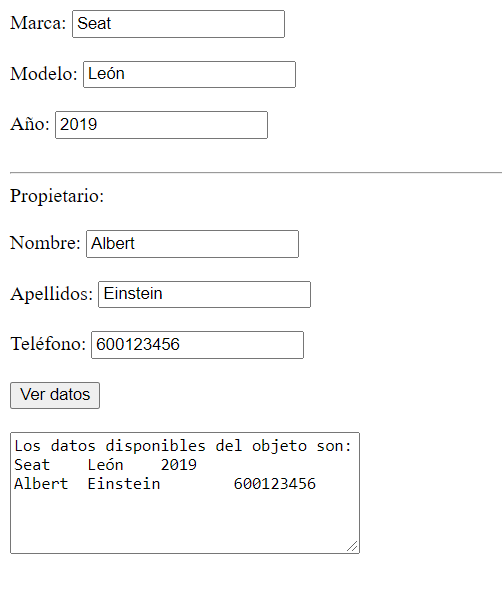 Marca: Seat
Modelo: León
Año: 2019
Propietario:
Nombre: Albert
Apellidos: Einstein
Teléfono: 600123456
Ver datos
Los datos disponibles del objeto son:
Seat	León	2019
Albert	Einstein	600123456